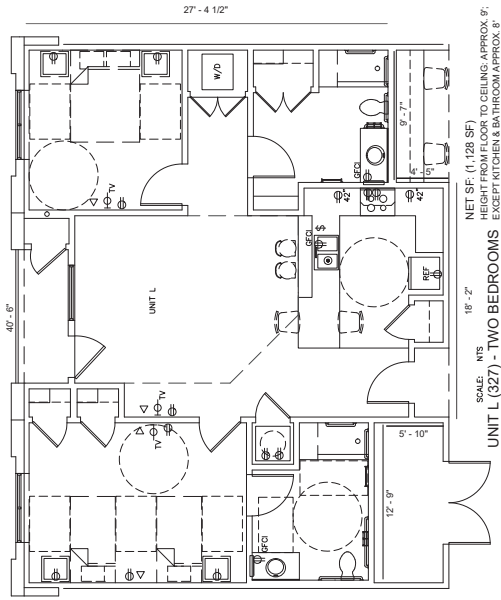 27' - 4 1/2"
40' - 6"
W/D
TV
UNIT L
GFCI
9' - 7"
4' - 5"
42"
42"
GFCI
$
REF
18' - 2"
TV
TV
GFCI
5' - 10"
12' - 9"
NET SF: (1,128 SF)
HEIGHT FROM FLOOR TO CEILING: APPROX. 9';
EXCEPT KITCHEN & BATHROOM APPROX. 8'
SCALE: NTS
UNIT L (327) - TWO BEDROOMS